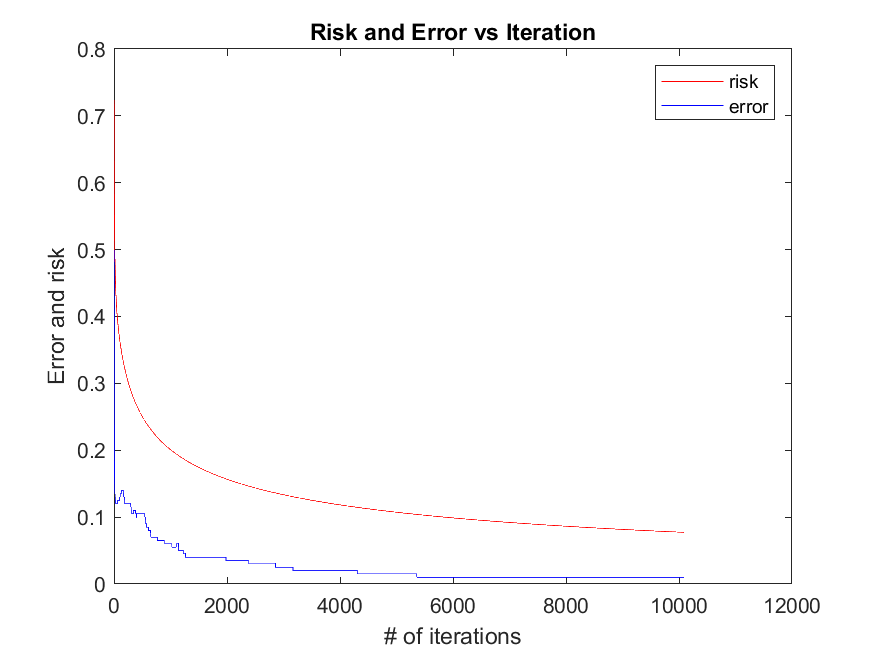 Risk and Error vs Iteration
0.8
0.7
0.6
0.5
0.4
0.3
0.2
0.1
0
Error and risk
risk
error
0 2000 4000 6000 8000 10000 12000
# of iterations